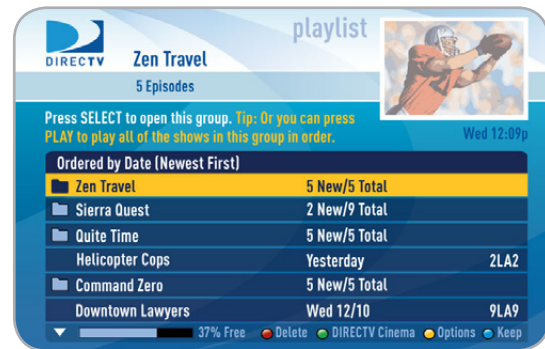 playlist
DIRECTV
Zen Travel
5 Episodes
Press SELECT to open this group. Tip: Or you can press
PLAY to play all of the shows in this group in order.
Wed 12:09p
Ordered by Date (Newest First)
Zen Travel 5 New/5 Total
Sierra Quest 2 New/9 Total
Quite Time 5 New/5 Total
Helicopter Cops Yesterday 2LA2
Command Zero 5 New/5 Total
Downtown Lawyers Wed 12/10 9LA9
37% Free Delete DIRECTV Cinema Options Keep